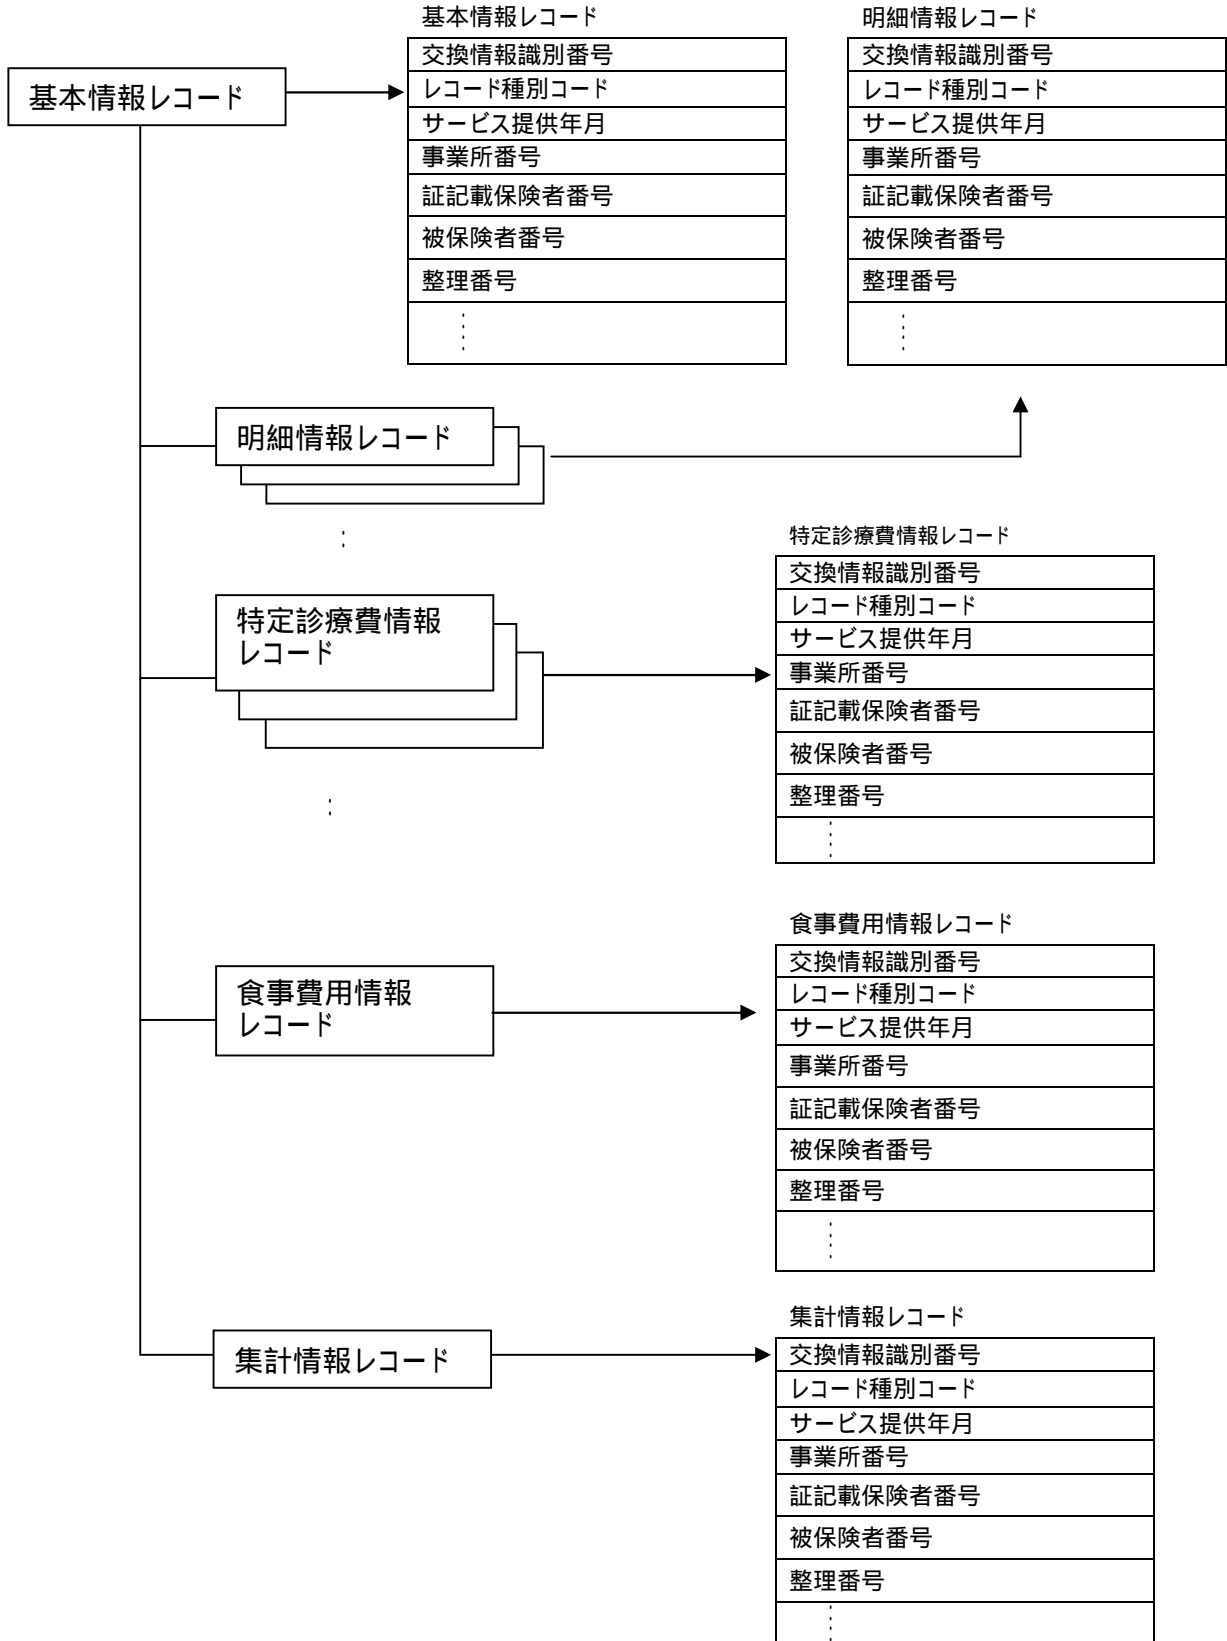 基本情報レコード
基本情報レコード
交換情報識別番号
レコード種別コード
サービス提供年月
事業所番号
証記載保険者番号
被保険者番号
整理番号
明細情報レコード
交換情報識別番号
レコード種別コード
サービス提供年月
事業所番号
証記載保険者番号
被保険者番号
整理番号
明細情報レコード
特定診療費情報
レコード
特定診療費情報レコード
交換情報識別番号
レコード種別コード
サービス提供年月
事業所番号
証記載保険者番号
被保険者番号
整理番号
食事費用情報
レコード
食事費用情報レコード
交換情報識別番号
レコード種別コード
サービス提供年月
事業所番号
証記載保険者番号
被保険者番号
整理番号
集計情報レコード
集計情報レコード
交換情報識別番号
レコード種別コード
サービス提供年月
事業所番号
証記載保険者番号
被保険者番号
整理番号